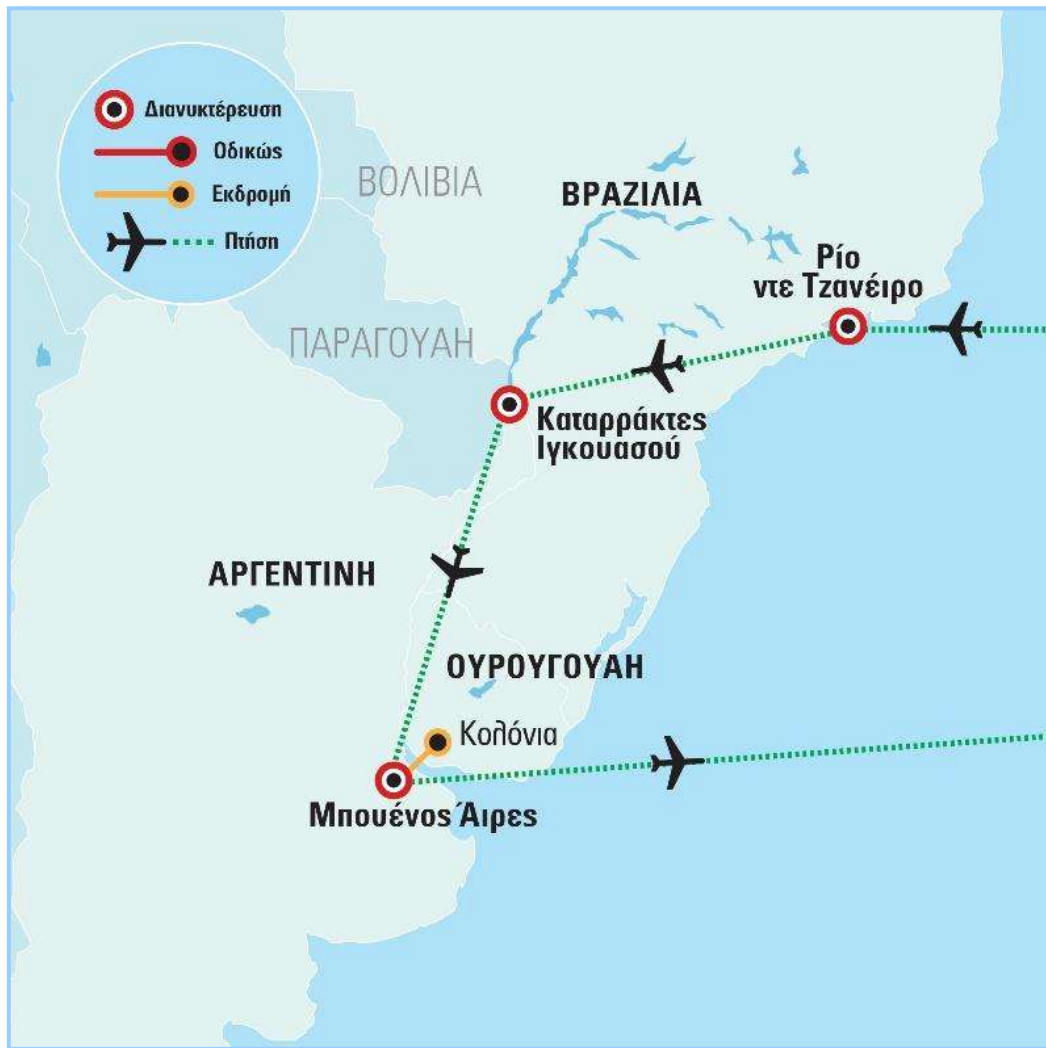 Διανυκτέρευση
Οδικώς
Εκδρομή
Πτήση
ΒΟΛΙΒΙΑ
ΒΡΑΖΙΛΙΑ
Ρίο
ντε Τζανέιρο
ΠΑΡΑΓΟΥΑΗ
Καταρράκτες
Ιγκουασού
ΑΡΓΕΝΤΙΝΗ
ΟΥΡΟΥΓΟΥΑΗ
Κολόνια
Μπουένος Άιρες